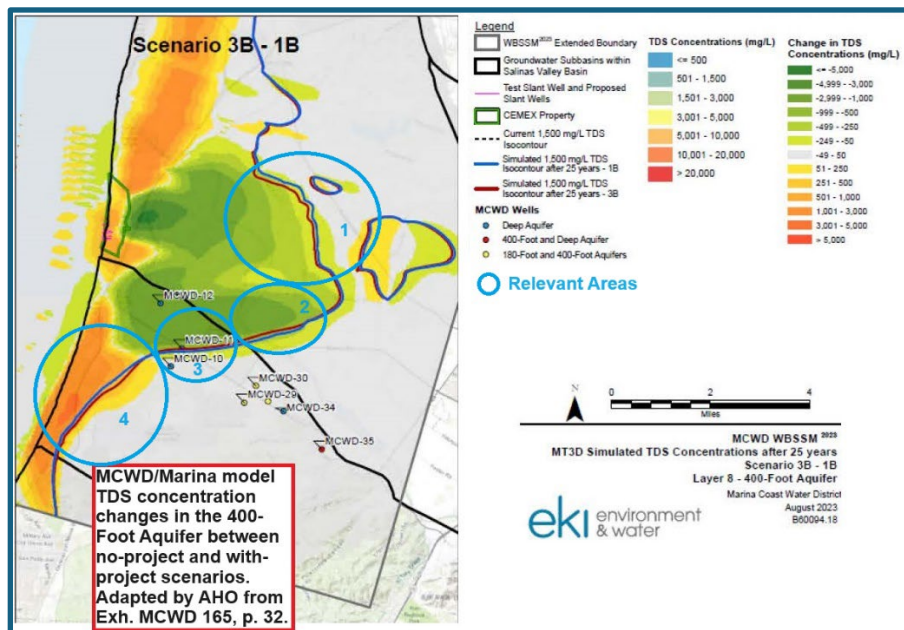 Scenario 3B - 1B
1
2
3
4
MCWD-12
MCWD-11
MCWD-10
MCWD-30
MCWD-29
MCWD-34
MCWD-35
MCWD/Marina model
TDS concentration
changes in the 400-
Foot Aquifer between
no-project and with-
project scenarios.
Adapted by AHO from
Exh. MCWD 165, p. 32.
Legend
WBSSM²⁰²³ Extended Boundary
Groundwater Subbasins within
Salinas Valley Basin
Test Slant Well and Proposed
Slant Wells
CEMEX Property
Current 1,500 mg/L TDS
Isocontour
Simulated 1,500 mg/L TDS
Isocontour after 25 years - 1B
Simulated 1,500 mg/L TDS
Isocontour after 25 years - 3B
MCWD Wells
Deep Aquifer
400-Foot and Deep Aquifer
180-Foot and 400-Foot Aquifers
TDS Concentrations (mg/L)
<= 500
501 - 1,500
1,501 - 3,000
3,001 - 5,000
5,001 - 10,000
10,001 - 20,000
> 20,000
Change in TDS
Concentrations (mg/L)
<= -5,000
-4,999 - -3,000
-2,999 - -1,000
-999 - -500
-499 - -250
-249 - -50
-49 - 50
51 - 250
251 - 500
501 - 1,000
1,001 - 3,000
3,001 - 5,000
> 5,000
Relevant Areas
N
0 2 4
Miles
MCWD WBSSM ²⁰²³
MT3D Simulated TDS Concentrations after 25 years
Scenario 3B - 1B
Layer 8 - 400-Foot Aquifer
Marina Coast Water District
August 2023
B60094.18
eki environment
& water